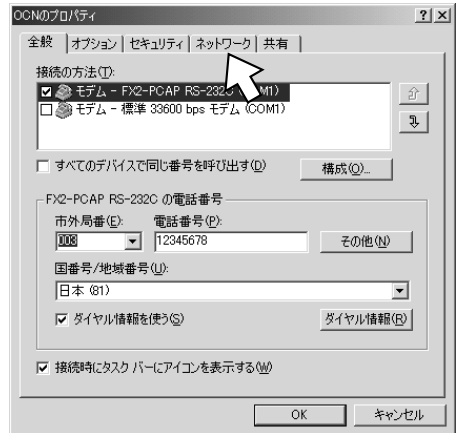 OCNのプロパティ
全般 オプション セキュリティ ネットワーク 共有
接続の方法(T):
モデム - FX2-PCAP RS-232C (COM1)
モデム - 標準 33600 bps モデム (COM1)
すべてのデバイスで同じ番号を呼び出す(D) 構成(O)...
FX2-PCAP RS-232C の電話番号
市外局番(E): 電話番号(P):
003 12345678 その他(N)
国番号/地域番号(U):
日本 (81)
ダイヤル情報を使う(S) ダイヤル情報(R)
接続時にタスク バーにアイコンを表示する(W)
OK キャンセル